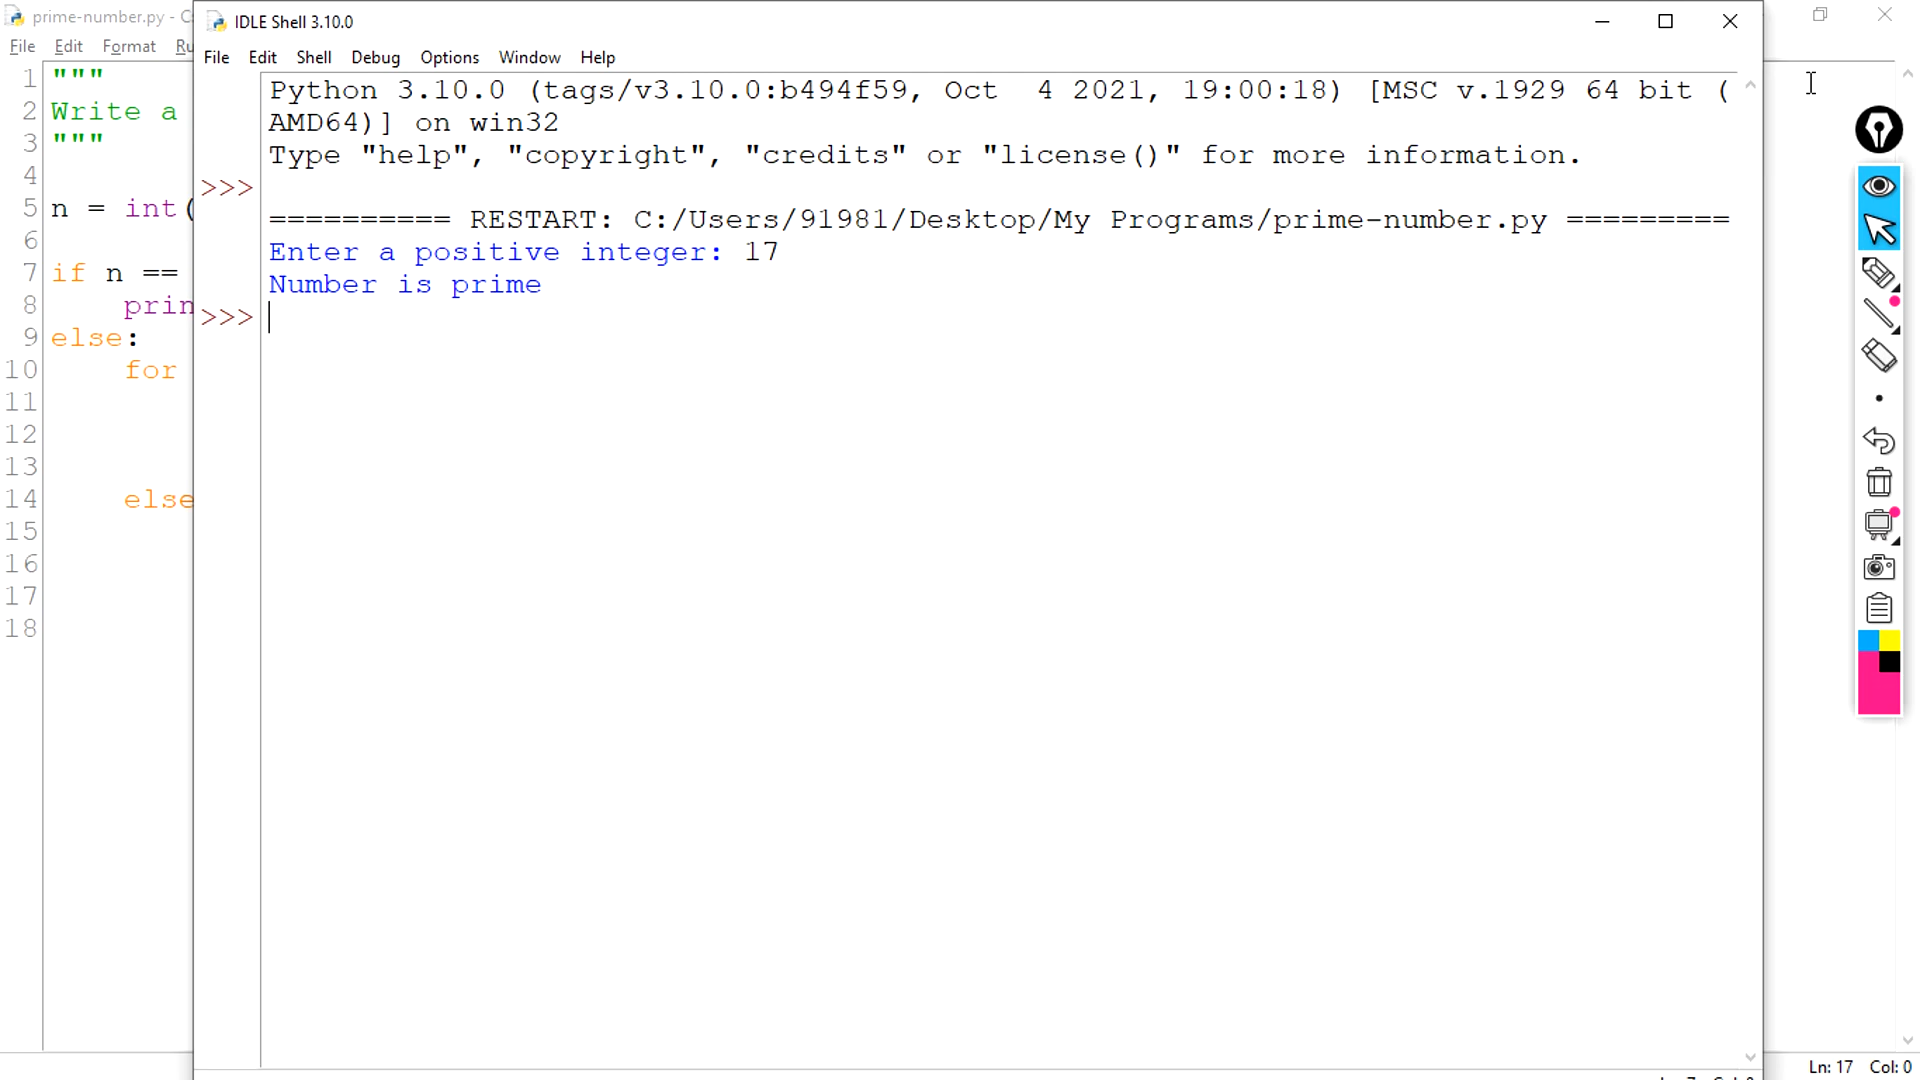 prime-number.py - C
File Edit Format Ru
1 """
2 Write a
3 """
4
5 n = int(
6
7 if n ==
8 prin
9 else:
10 for
11
12
13
14 else
15
16
17
18
IDLE Shell 3.10.0
File Edit Shell Debug Options Window Help
Python 3.10.0 (tags/v3.10.0:b494f59, Oct  4 2021, 19:00:18) [MSC v.1929 64 bit (
AMD64)] on win32
Type "help", "copyright", "credits" or "license()" for more information.
>>>
========== RESTART: C:/Users/91981/Desktop/My Programs/prime-number.py =========
Enter a positive integer: 17
Number is prime
>>>
Ln: 17 Col: 0